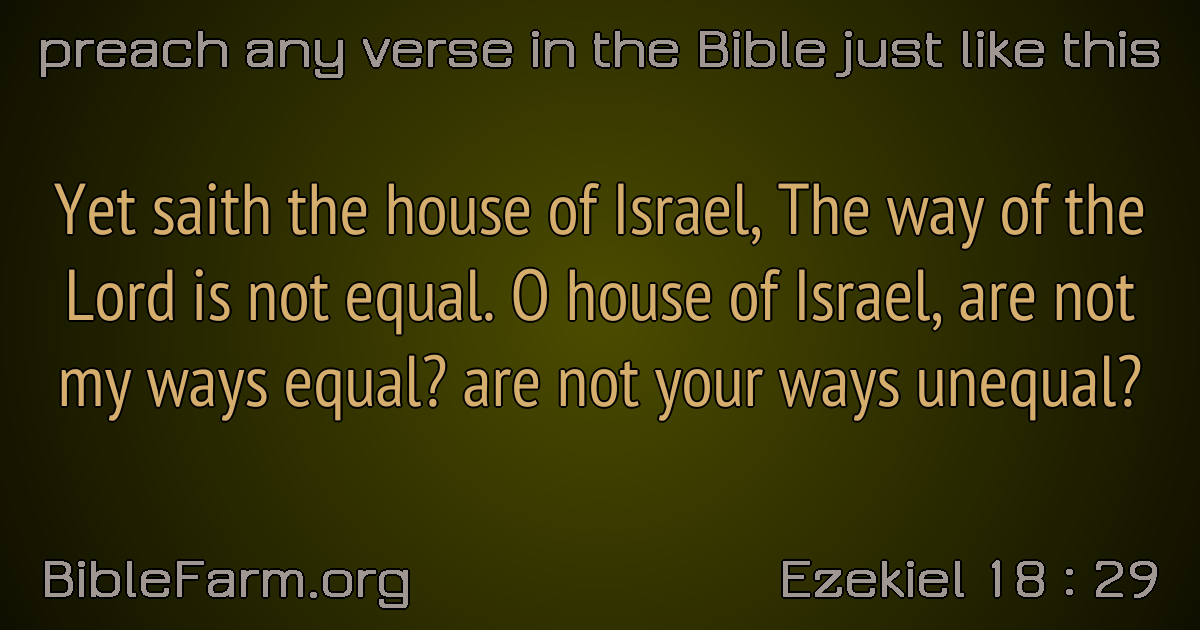 preach any verse in the Bible just like this
Yet saith the house of Israel, The way of the
Lord is not equal. O house of Israel, are not
my ways equal? are not your ways unequal?
BibleFarm.org
Ezekiel 18 : 29